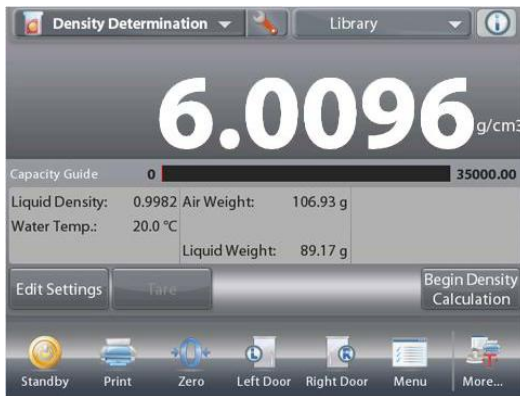 Density Determination Library
6.0096 g/cm3
Capacity Guide 0 35000.00
Liquid Density: 0.9982 Air Weight: 106.93 g
Water Temp.: 20.0 °C
Liquid Weight: 89.17 g
Edit Settings Tare Begin Density
Calculation
Standby Print Zero L Left Door R Right Door Menu More...